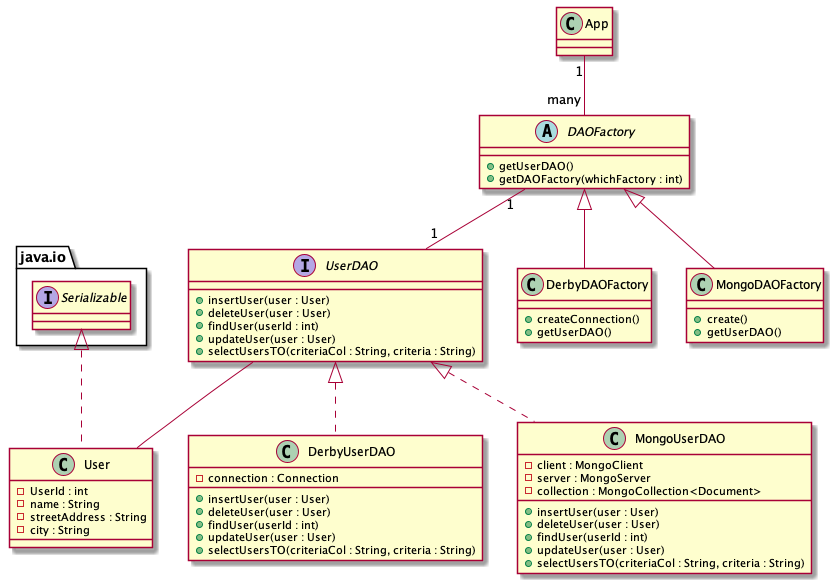 C App
1
many
A DAOFactory
getUserDAO()
getDAOFactory(whichFactory : int)
1
1
java.io
I Serializable
I UserDAO
insertUser(user : User)
deleteUser(user : User)
findUser(userId : int)
updateUser(user : User)
selectUsersTO(criteriaCol : String, criteria : String)
C DerbyDAOFactory
createConnection()
getUserDAO()
C MongoDAOFactory
create()
getUserDAO()
C User
UserId : int
name : String
streetAddress : String
city : String
C DerbyUserDAO
connection : Connection
insertUser(user : User)
deleteUser(user : User)
findUser(userId : int)
updateUser(user : User)
selectUsersTO(criteriaCol : String, criteria : String)
C MongoUserDAO
client : MongoClient
server : MongoServer
collection : MongoCollection<Document>
insertUser(user : User)
deleteUser(user : User)
findUser(userId : int)
updateUser(user : User)
selectUsersTO(criteriaCol : String, criteria : String)